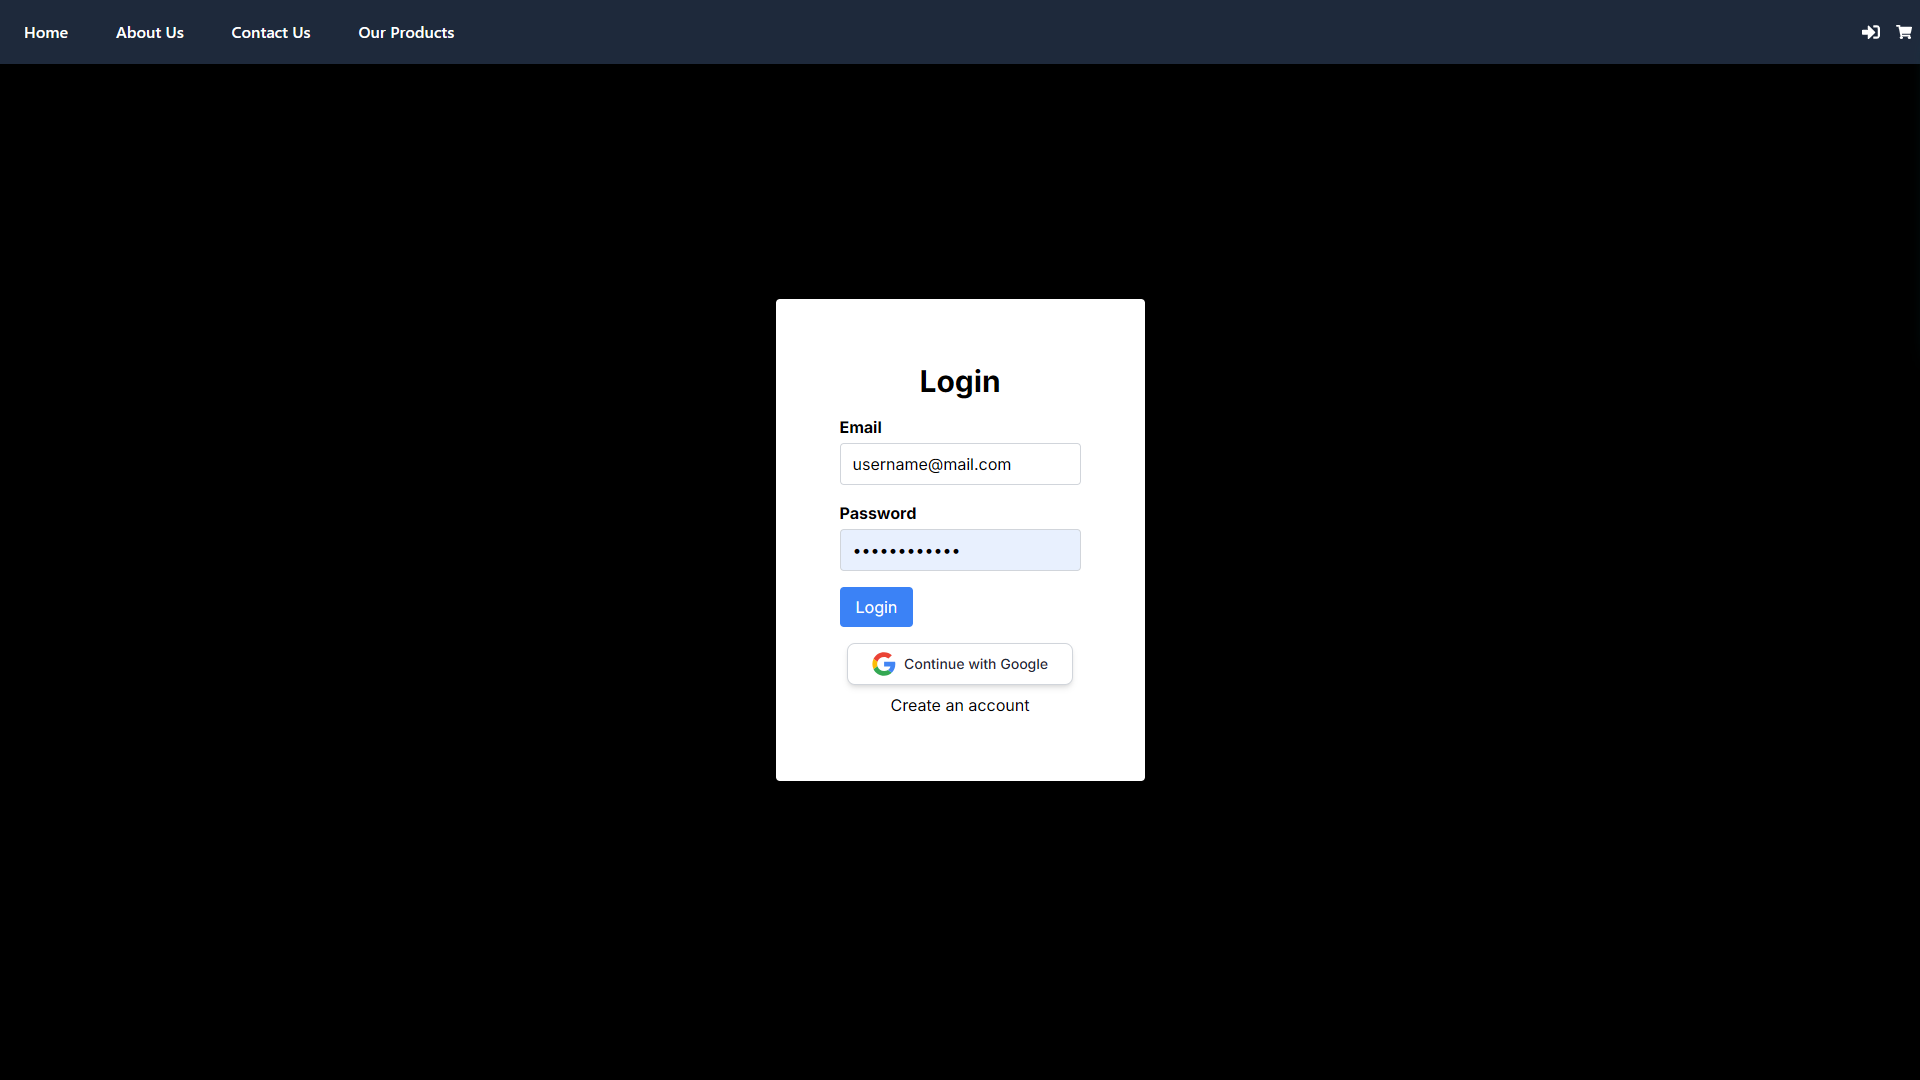 Home About Us Contact Us Our Products
Login
Email
username@mail.com
Password
••••••••••••
Login
Continue with Google
Create an account